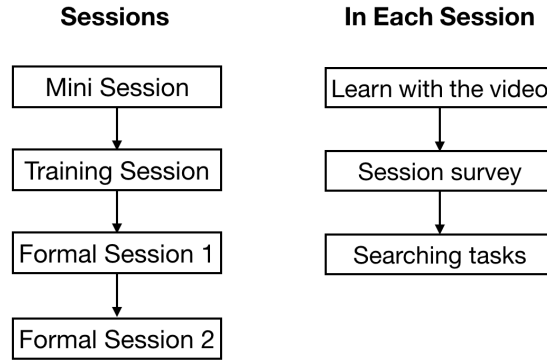 Sessions
Mini Session
Training Session
Formal Session 1
Formal Session 2
In Each Session
Learn with the video
Session survey
Searching tasks